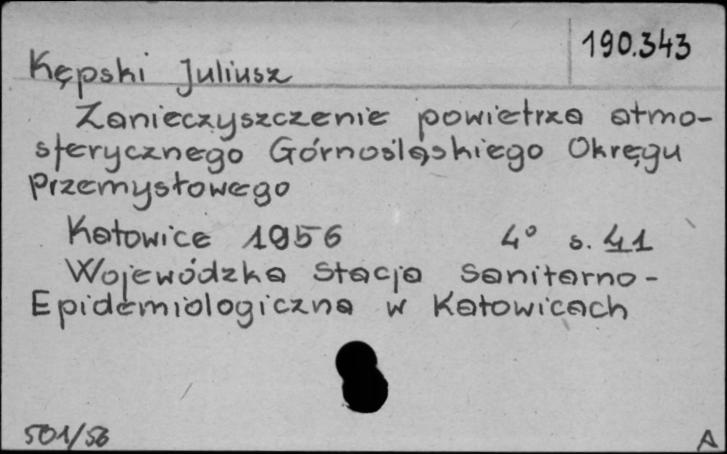 190.343
Kępski Juliusz
Zanieczyszczenie powietrza atmo-
sferycznego Górnośląskiego Okręgu
Przemysłowego
Katowice 1956 4° s. 41
Wojewódzka Stacja Sanitarno-
Epidemiologiczna w Katowicach
501/56 A